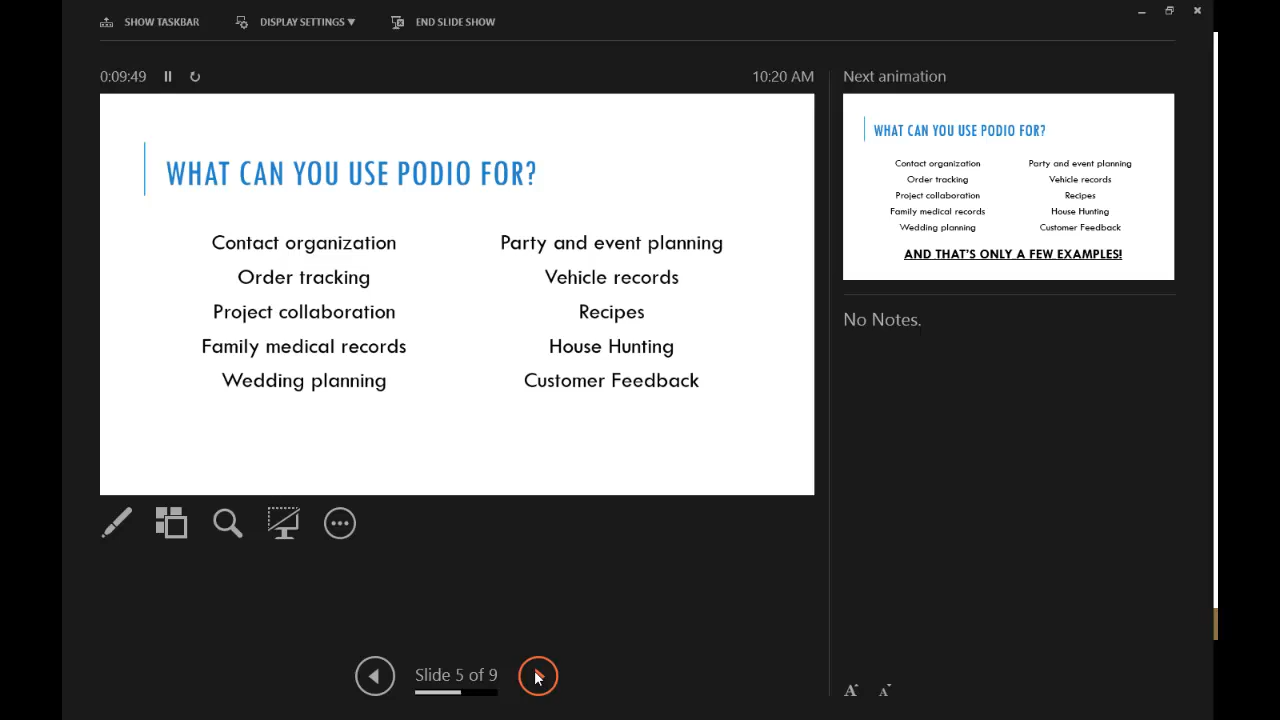 SHOW TASKBAR
DISPLAY SETTINGS
END SLIDE SHOW
0:09:49
10:20 AM
WHAT CAN YOU USE PODIO FOR?
Contact organization
Order tracking
Project collaboration
Family medical records
Wedding planning
Party and event planning
Vehicle records
Recipes
House Hunting
Customer Feedback
Next animation
WHAT CAN YOU USE PODIO FOR?
Contact organization
Order tracking
Project collaboration
Family medical records
Wedding planning
Party and event planning
Vehicle records
Recipes
House Hunting
Customer Feedback
AND THAT'S ONLY A FEW EXAMPLES!
No Notes.
Slide 5 of 9
A A